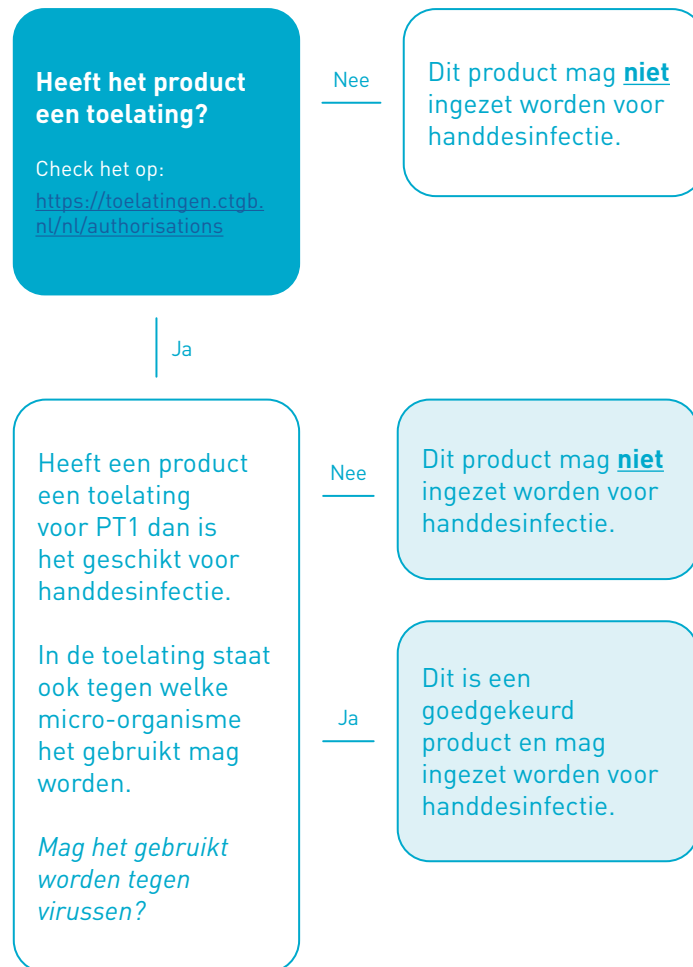 Heeft het product
een toelating?
Check het op:
https://toelatingen.ctgb.
nl/nl/authorisations
Nee
Dit product mag niet
ingezet worden voor
handdesinfectie.
Ja
Heeft een product
een toelating
voor PT1 dan is
het geschikt voor
handdesinfectie.
In de toelating staat
ook tegen welke
micro-organisme
het gebruikt mag
worden.
Mag het gebruikt
worden tegen
virussen?
Nee
Dit product mag niet
ingezet worden voor
handdesinfectie.
Ja
Dit is een
goedgekeurd
product en mag
ingezet worden voor
handdesinfectie.